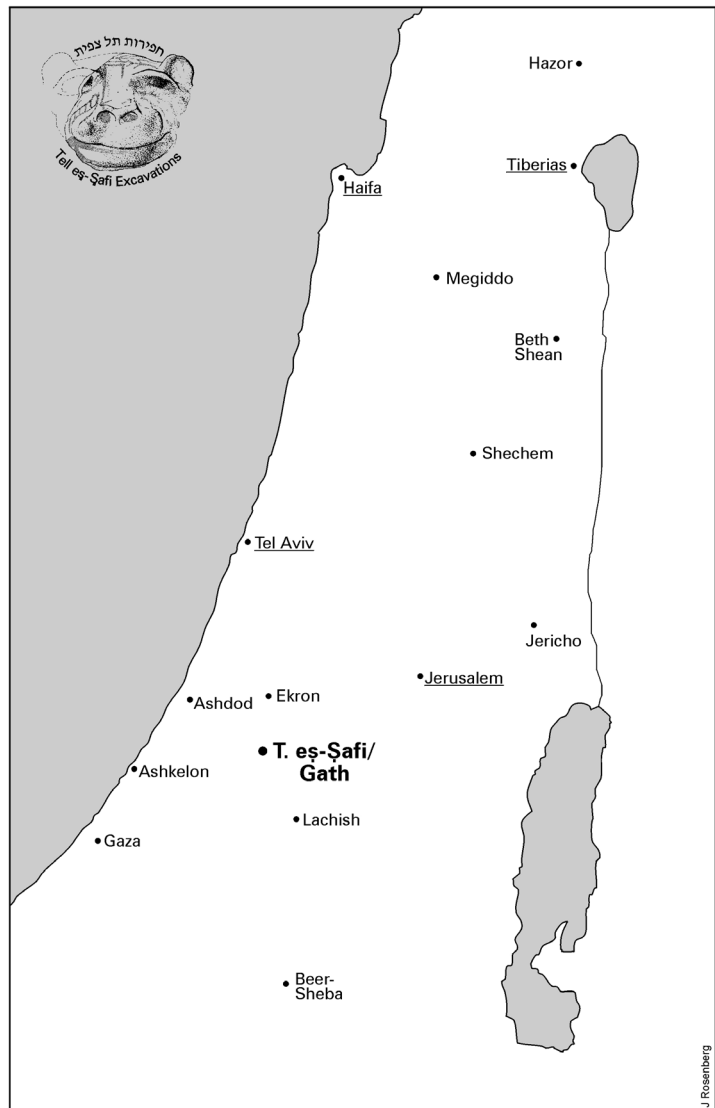 חפירות תל צפית
Tell eṣ-Ṣafi Excavations
Hazor
Tiberias
Haifa
Megiddo
Beth
Shean
Shechem
Tel Aviv
Jericho
Jerusalem
Ekron
Ashdod
T. eṣ-Ṣafi/
Gath
Ashkelon
Lachish
Gaza
Beer-
Sheba
J Rosenberg